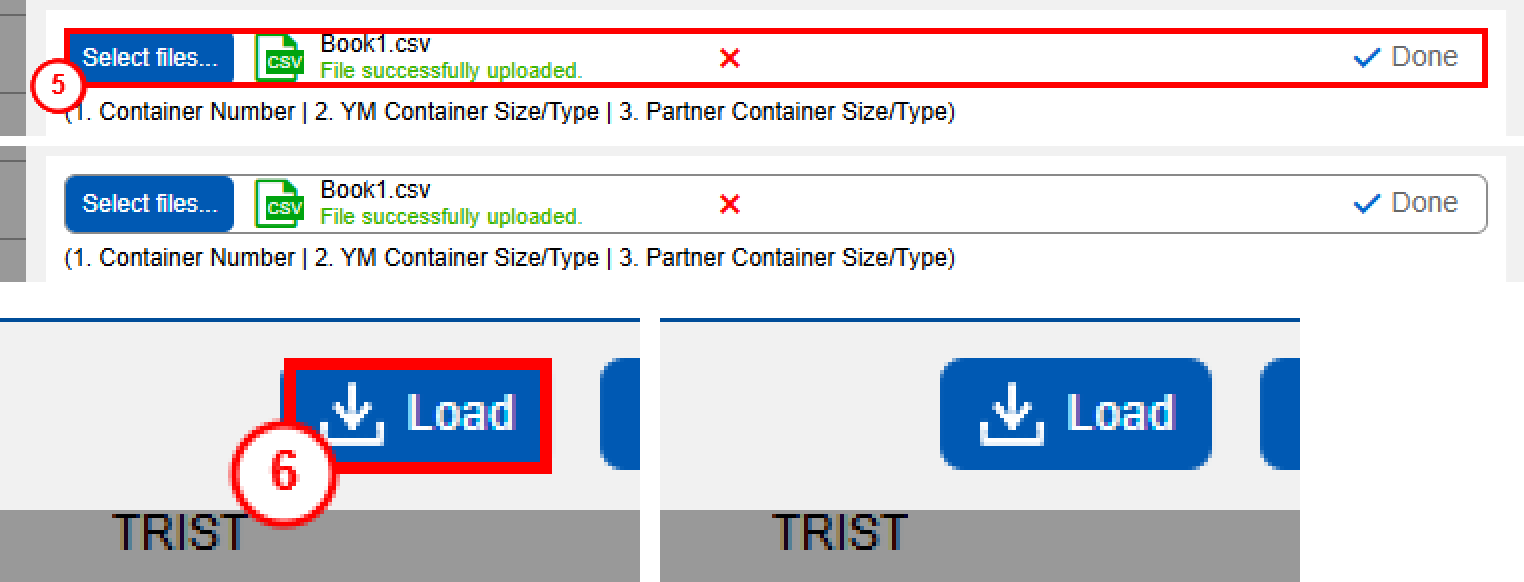 Select files... CSV Book1.csv ✕ ✓ Done
File successfully uploaded.
5
(1. Container Number | 2. YM Container Size/Type | 3. Partner Container Size/Type)
Select files... CSV Book1.csv ✕ ✓ Done
File successfully uploaded.
(1. Container Number | 2. YM Container Size/Type | 3. Partner Container Size/Type)
Load
6
TRIST
Load
TRIST